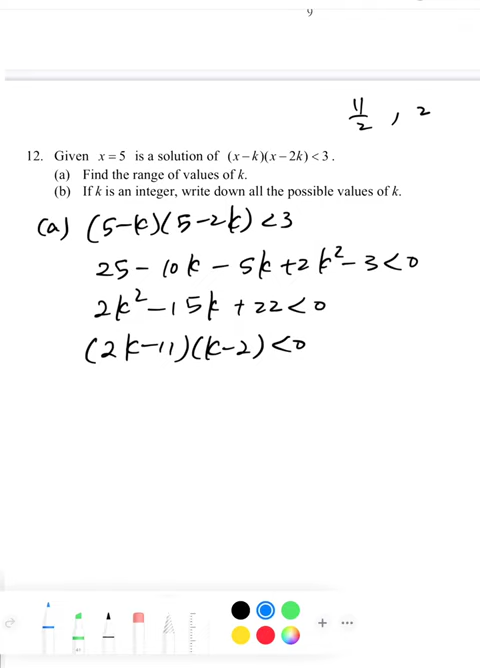 9
11/2 , 2
12. Given x = 5 is a solution of (x − k)(x − 2k) < 3 .
(a) Find the range of values of k.
(b) If k is an integer, write down all the possible values of k.
(a) (5-k)(5-2k) < 3
25 - 10k - 5k + 2k² - 3 < 0
2k² - 15k + 22 < 0
(2k-11)(k-2) < 0